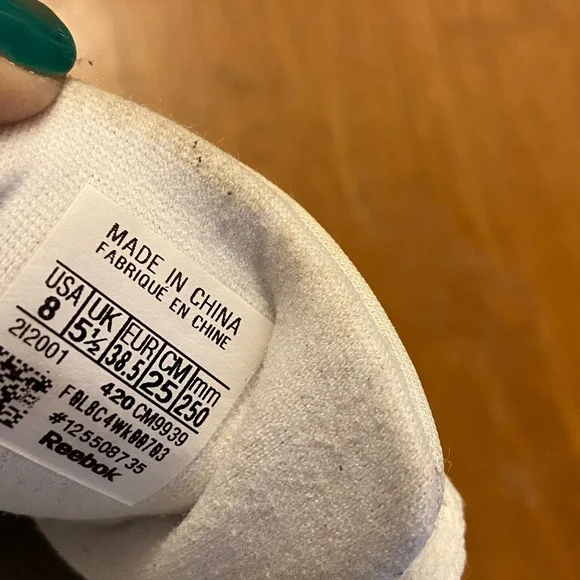 MADE IN CHINA
FABRIQUÉ EN CHINE
USA UK EUR CM mm
8 5½ 38.5 25 250
2I2001 420 CM9939
F0L8C4WK00703
#125508735
Reebok